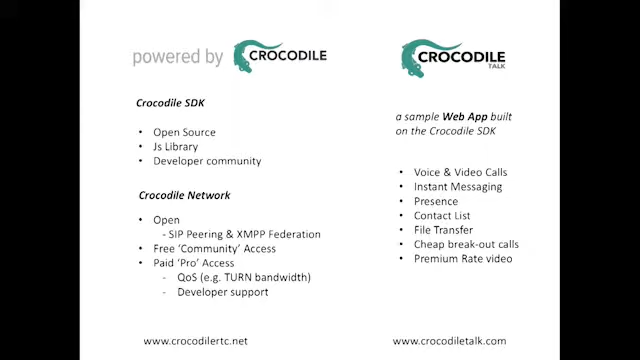 powered by CROCODILE
Crocodile SDK
• Open Source
• Js Library
• Developer community
Crocodile Network
• Open
- SIP Peering & XMPP Federation
• Free ‘Community’ Access
• Paid ‘Pro’ Access
- QoS (e.g. TURN bandwidth)
- Developer support
www.crocodilertc.net
CROCODILE
TALK
a sample Web App built
on the Crocodile SDK
• Voice & Video Calls
• Instant Messaging
• Presence
• Contact List
• File Transfer
• Cheap break-out calls
• Premium Rate video
www.crocodiletalk.com